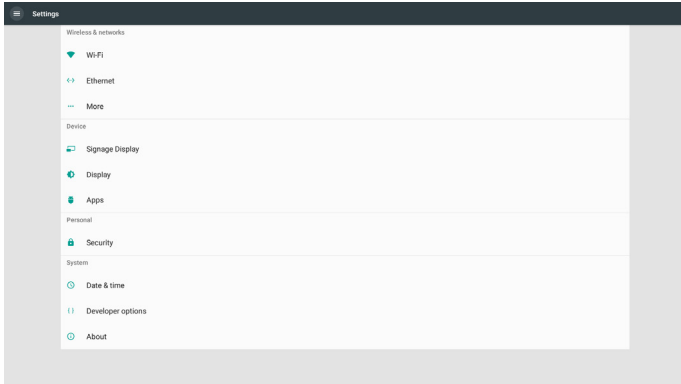 Settings
Wireless & networks
Wi-Fi
Ethernet
More
Device
Signage Display
Display
Apps
Personal
Security
System
Date & time
Developer options
About